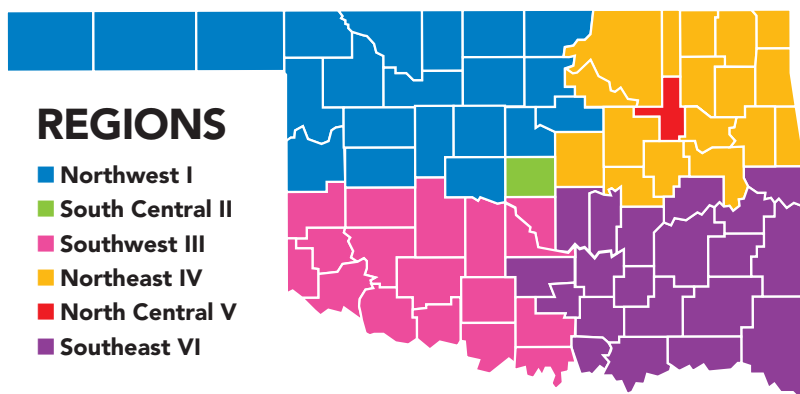 REGIONS
Northwest I
South Central II
Southwest III
Northeast IV
North Central V
Southeast VI